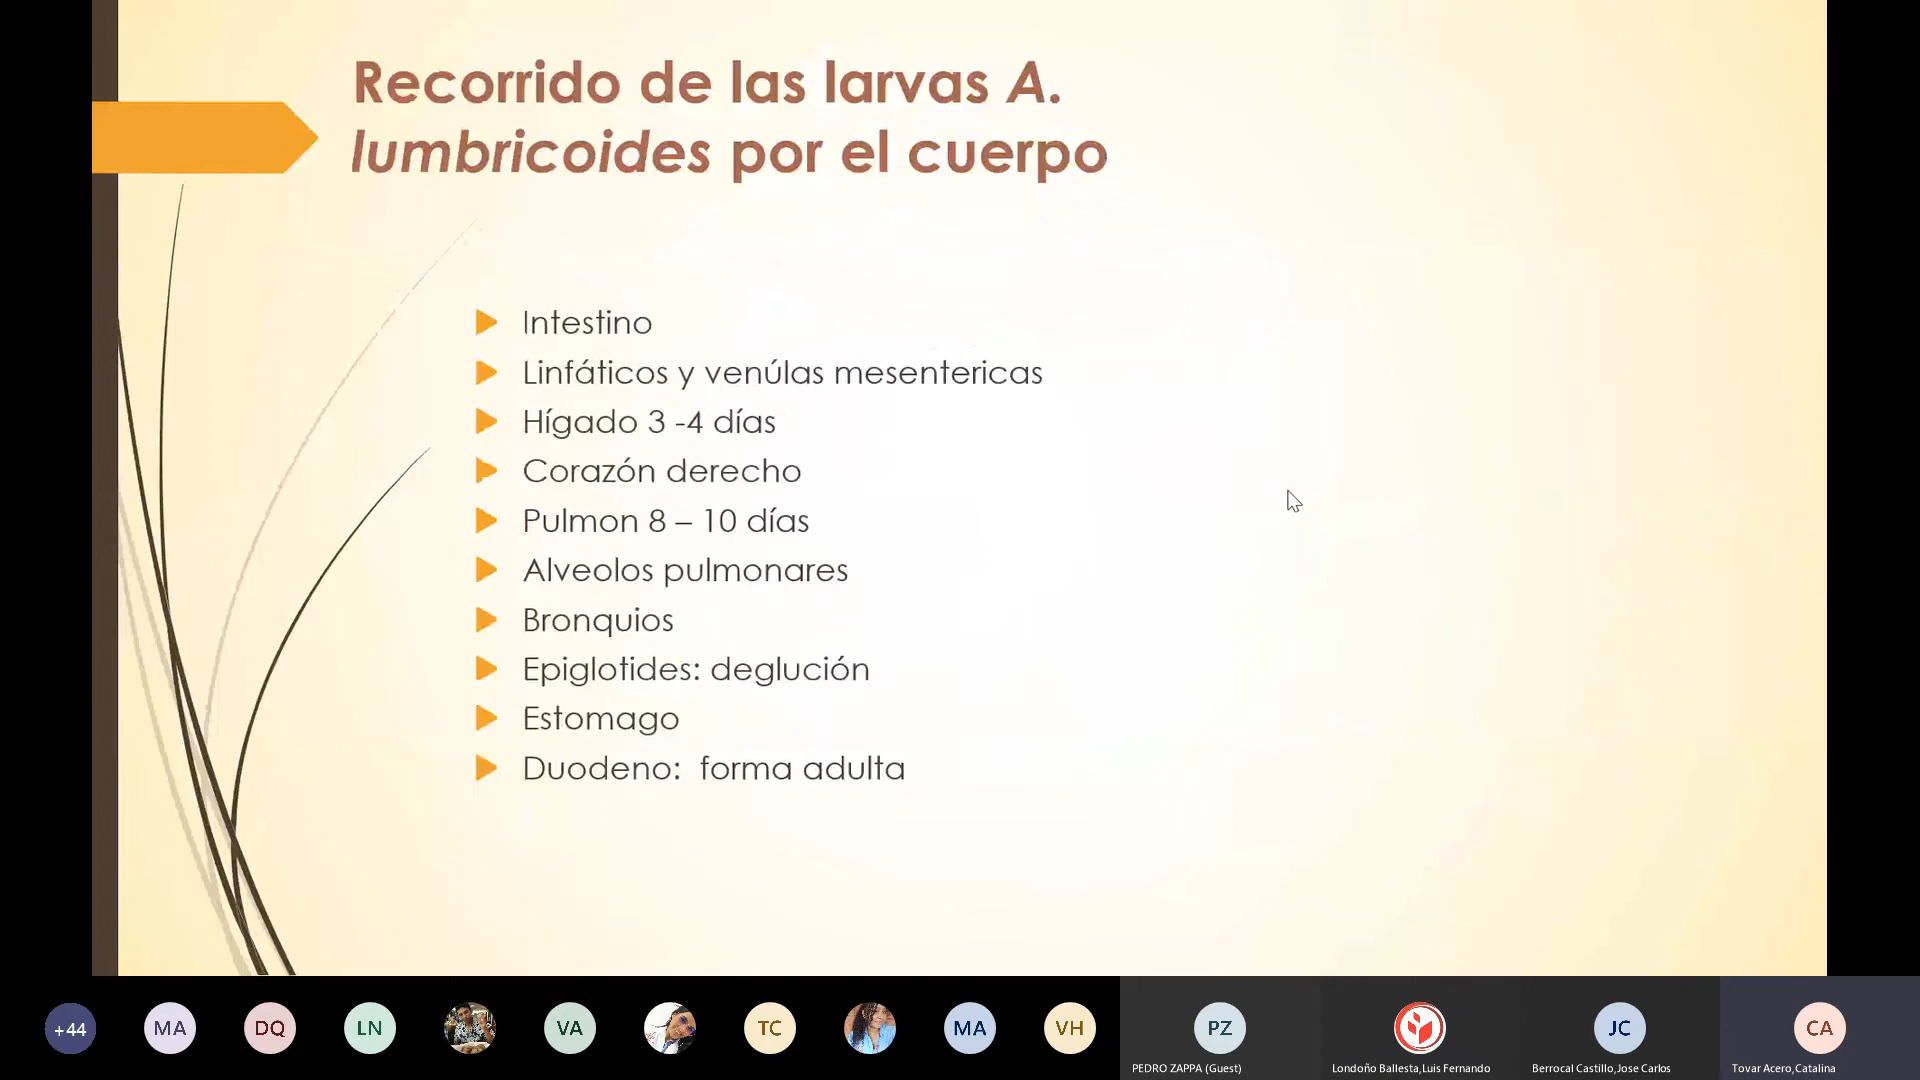 Recorrido de las larvas A.
lumbricoides por el cuerpo
Intestino
Linfáticos y venúlas mesentericas
Hígado 3 -4 días
Corazón derecho
Pulmon 8 – 10 días
Alveolos pulmonares
Bronquios
Epiglotides: deglución
Estomago
Duodeno: forma adulta
+44
MA
DQ
LN
VA
TC
MA
VH
PZ
JC
CA
PEDRO ZAPPA (Guest)
Londoño Ballesta,Luis Fernando
Berrocal Castillo,Jose Carlos
Tovar Acero,Catalina